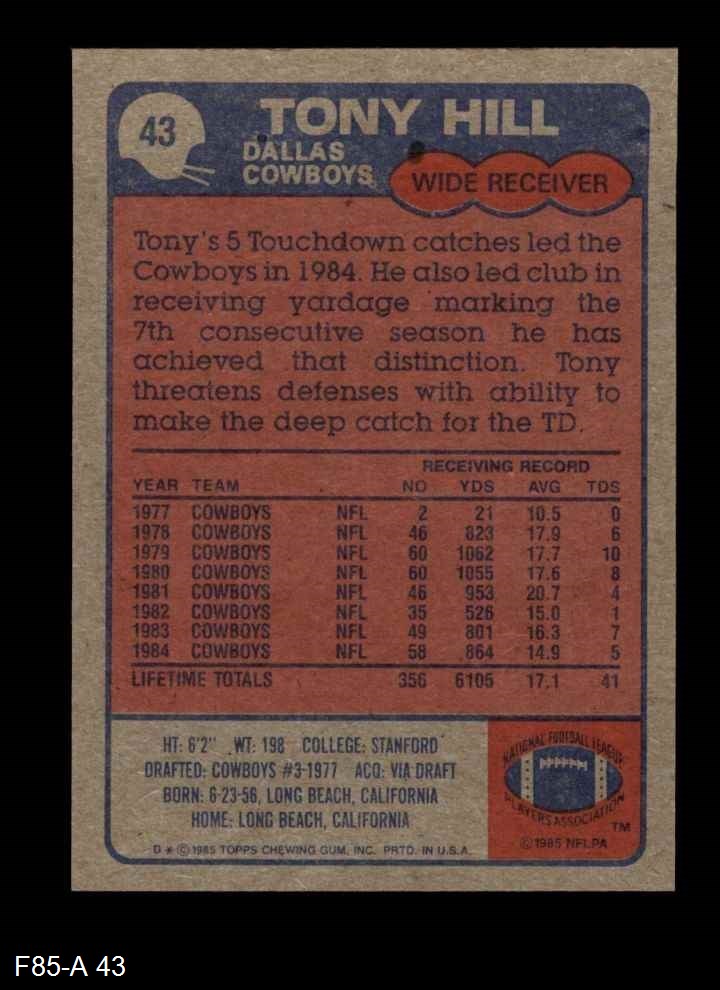 43
TONY HILL
DALLAS
COWBOYS
WIDE RECEIVER
Tony's 5 Touchdown catches led the
Cowboys in 1984. He also led club in
receiving yardage marking the
7th consecutive season he has
achieved that distinction. Tony
threatens defenses with ability to
make the deep catch for the TD.
RECEIVING RECORD
YEAR TEAM NO YDS AVG TDS
1977 COWBOYS NFL 2 21 10.5 0
1978 COWBOYS NFL 46 823 17.9 6
1979 COWBOYS NFL 60 1062 17.7 10
1980 COWBOYS NFL 60 1055 17.6 8
1981 COWBOYS NFL 46 953 20.7 4
1982 COWBOYS NFL 35 526 15.0 1
1983 COWBOYS NFL 49 801 16.3 7
1984 COWBOYS NFL 58 864 14.9 5
LIFETIME TOTALS 356 6105 17.1 41
HT: 6'2" WT: 198 COLLEGE: STANFORD
DRAFTED: COWBOYS #3-1977 ACQ: VIA DRAFT
BORN: 6-23-56, LONG BEACH, CALIFORNIA
HOME: LONG BEACH, CALIFORNIA
D * © 1985 TOPPS CHEWING GUM, INC. PRTD. IN U.S.A.
NATIONAL FOOTBALL LEAGUE
PLAYERS ASSOCIATION
TM
© 1985 NFLPA
F85-A 43